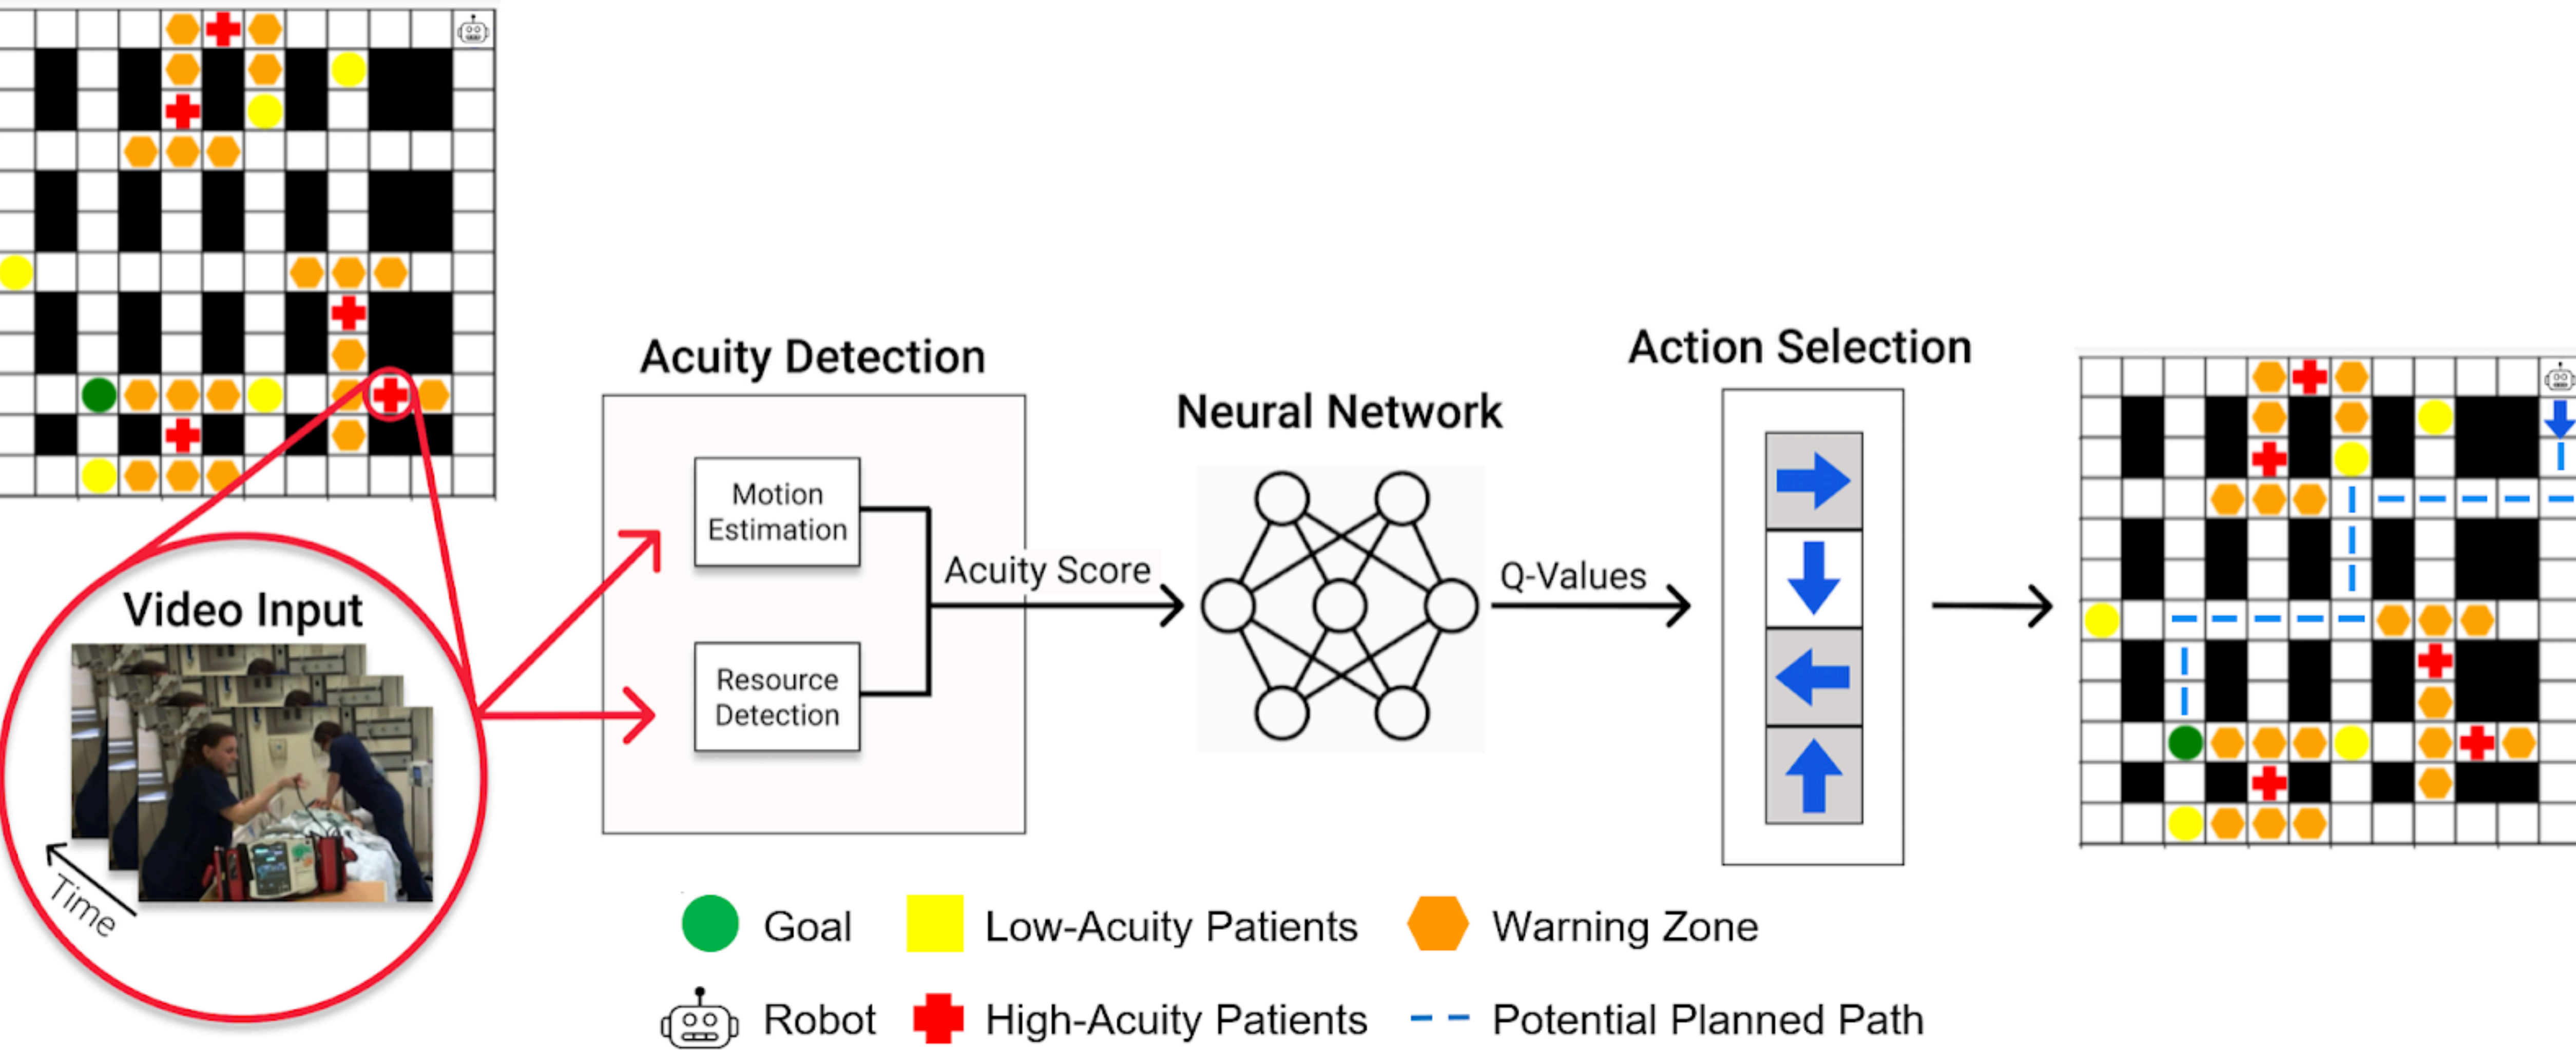 Acuity Detection
Motion
Estimation
Resource
Detection
Acuity Score
Neural Network
Q-Values
Action Selection
Video Input
Time
Goal
Low-Acuity Patients
Warning Zone
Robot
High-Acuity Patients
Potential Planned Path